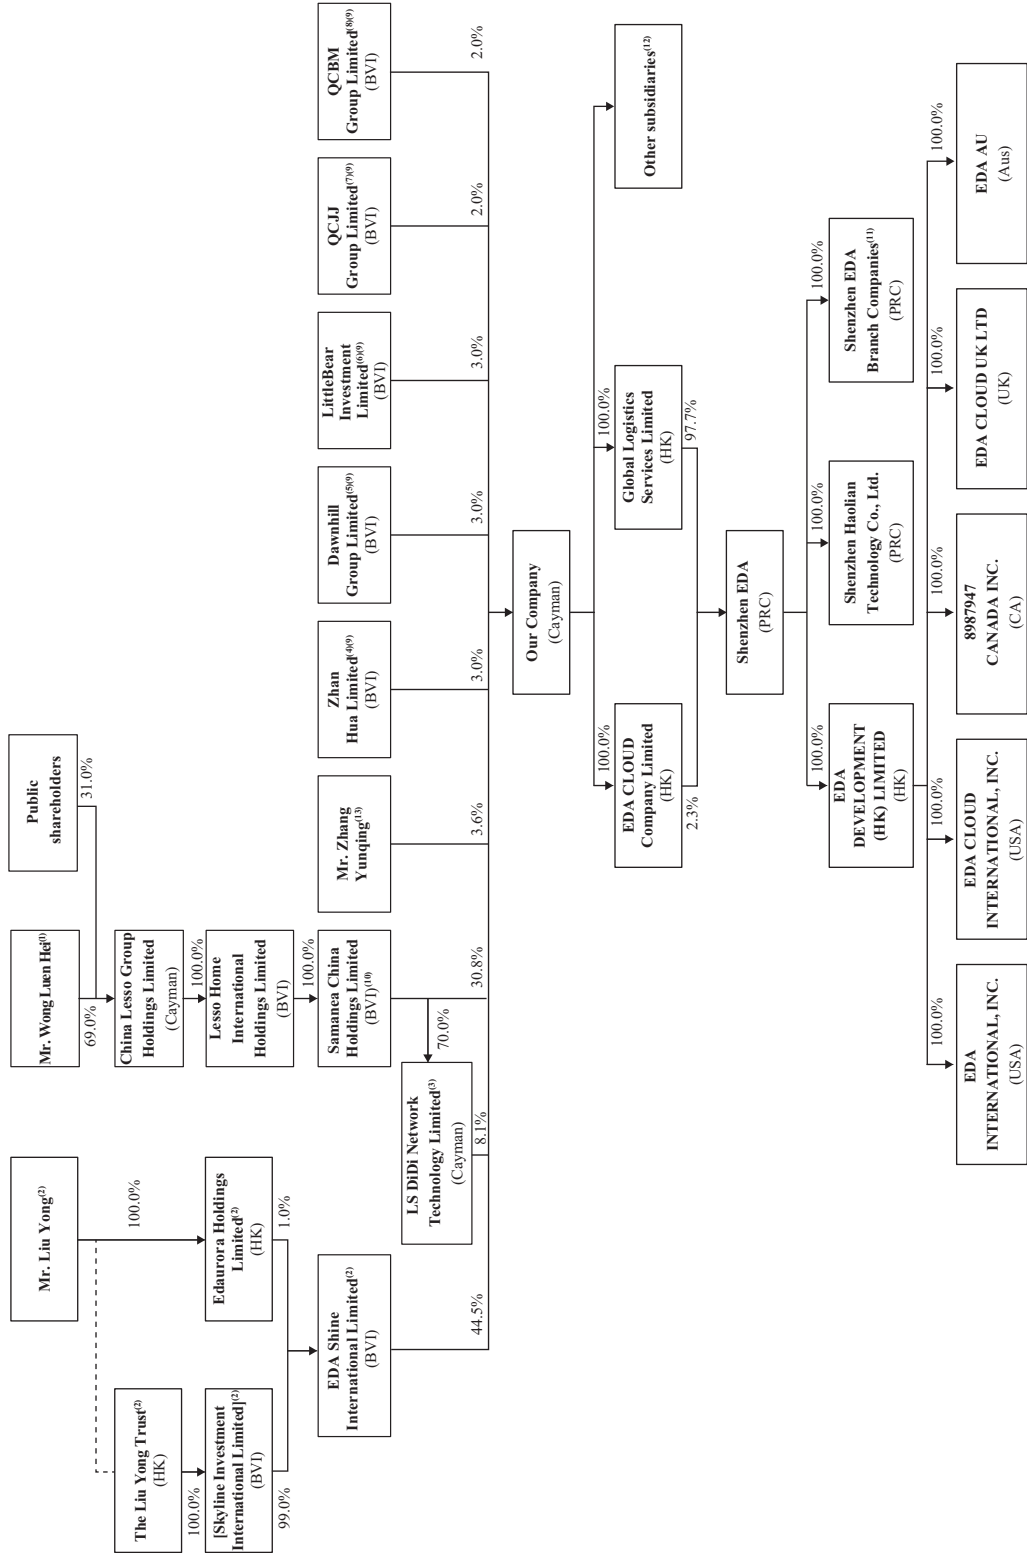 Mr. Liu Yong(2)
Mr. Wong Luen Hei(1)
Public
shareholders
100.0%
69.0%
31.0%
The Liu Yong Trust(2)
(HK)
China Lesso Group
Holdings Limited
(Cayman)
100.0%
100.0%
[Skyline Investment
International Limited](2)
(BVI)
Edaurora Holdings
Limited(2)
(HK)
Lesso Home
International
Holdings Limited
(BVI)
99.0%
1.0%
100.0%
EDA Shine
International Limited(2)
(BVI)
Samanea China
Holdings Limited
(BVI)(10)
Mr. Zhang
Yunqing(13)
Zhan
Hua Limited(4)(9)
(BVI)
Dawnhill
Group Limited(5)(9)
(BVI)
LittleBear
Investment
Limited(6)(9)
(BVI)
QCJJ
Group Limited(7)(9)
(BVI)
QCBM
Group Limited(8)(9)
(BVI)
70.0%
LS DiDi Network
Technology Limited(3)
(Cayman)
44.5%
8.1%
30.8%
3.6%
3.0%
3.0%
3.0%
2.0%
2.0%
Our Company
(Cayman)
100.0%
100.0%
EDA CLOUD
Company Limited
(HK)
Global Logistics
Services Limited
(HK)
Other subsidiaries(12)
2.3%
97.7%
Shenzhen EDA
(PRC)
100.0%
100.0%
100.0%
EDA
DEVELOPMENT
(HK) LIMITED
(HK)
Shenzhen Haolian
Technology Co., Ltd.
(PRC)
Shenzhen EDA
Branch Companies(11)
(PRC)
100.0%
100.0%
100.0%
100.0%
100.0%
EDA
INTERNATIONAL, INC.
(USA)
EDA CLOUD
INTERNATIONAL, INC.
(USA)
8987947
CANADA INC.
(CA)
EDA CLOUD UK LTD
(UK)
EDA AU
(Aus)